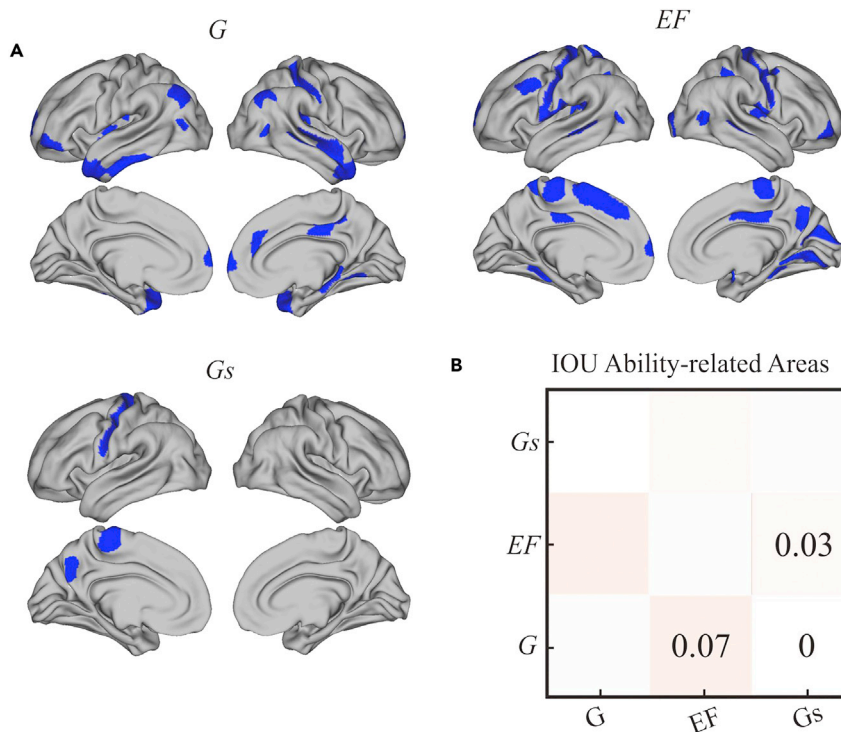 A
G
EF
Gs
B
IOU Ability-related Areas
Gs
EF
0.03
G
0.07
0
G
EF
Gs